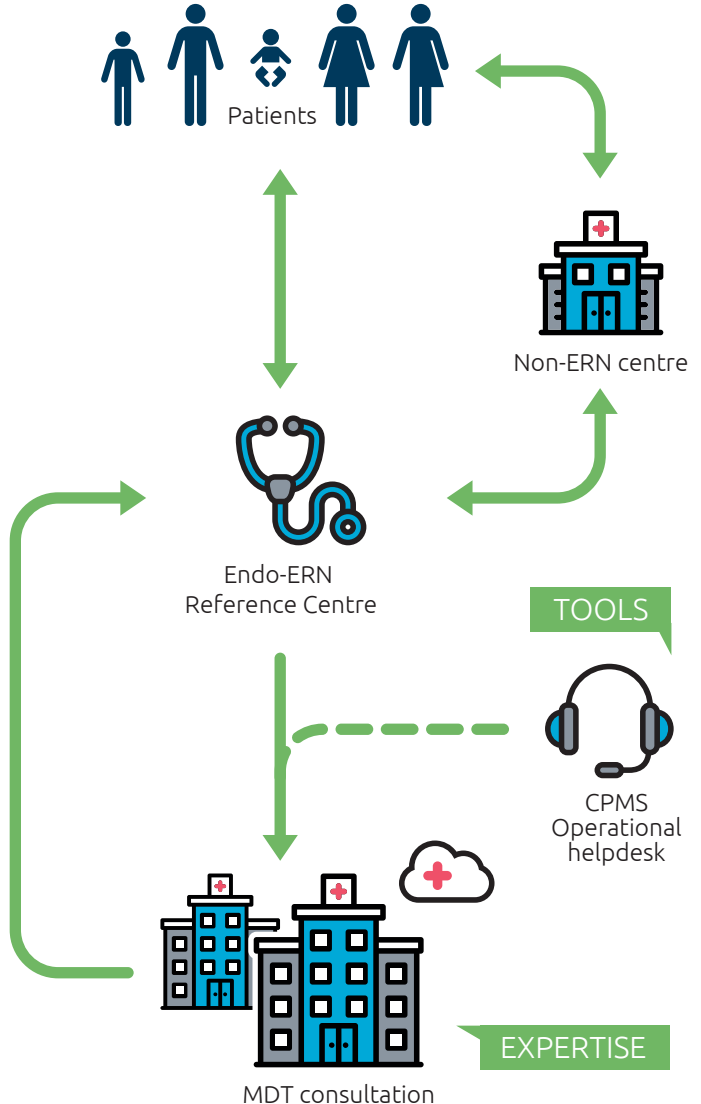 Patients
Non-ERN centre
Endo-ERN
Reference Centre
TOOLS
CPMS
Operational
helpdesk
EXPERTISE
MDT consultation